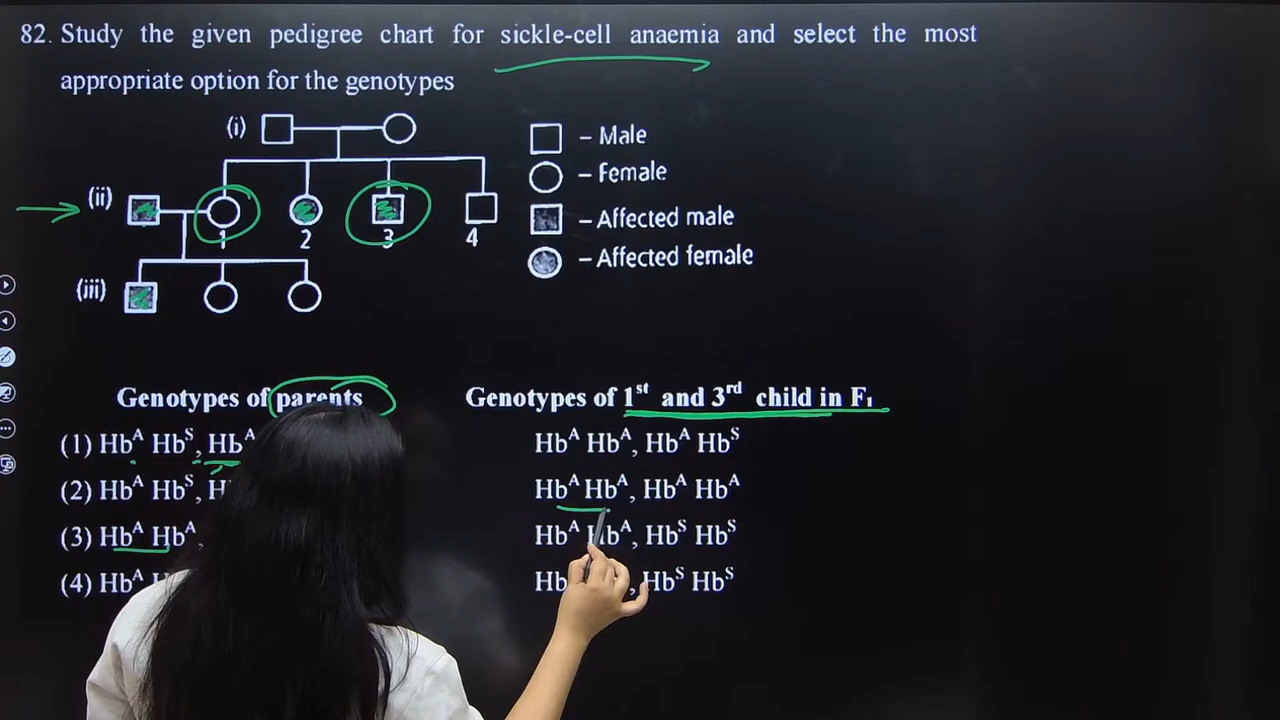 82. Study the given pedigree chart for sickle-cell anaemia and select the most
appropriate option for the genotypes
(i)
– Male
– Female
(ii)
– Affected male
1 2 3 4
– Affected female
(iii)
Genotypes of parents
Genotypes of 1st and 3rd child in F₁
(1) Hbᴬ Hbˢ, Hbᴬ
Hbᴬ Hbᴬ, Hbᴬ Hbˢ
(2) Hbᴬ Hbˢ,
Hbᴬ Hbᴬ, Hbᴬ Hbᴬ
(3) Hbᴬ Hbᴬ,
Hbᴬ Hbᴬ, Hbˢ Hbˢ
(4) Hbᴬ
Hb , Hbˢ Hbˢ